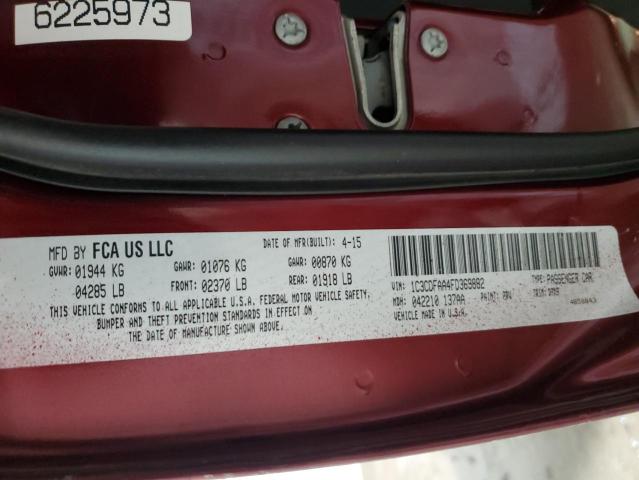 6225973
MFD BY FCA US LLC
DATE OF MFR(BUILT): 4-15
GVWR: 01944 KG GAWR: 01076 KG GAWR: 00870 KG
04285 LB FRONT: 02370 LB REAR: 01918 LB
THIS VEHICLE CONFORMS TO ALL APPLICABLE U.S.A. FEDERAL MOTOR VEHICLE SAFETY,
BUMPER AND THEFT PREVENTION STANDARDS IN EFFECT ON
THE DATE OF MANUFACTURE SHOWN ABOVE.
VIN: 1C3CDFAA4FD369882 TYPE: PASSENGER CAR
MDH: 042210 137AA PAINT: PRV TRIM:
VEHICLE MADE IN U.S.A.